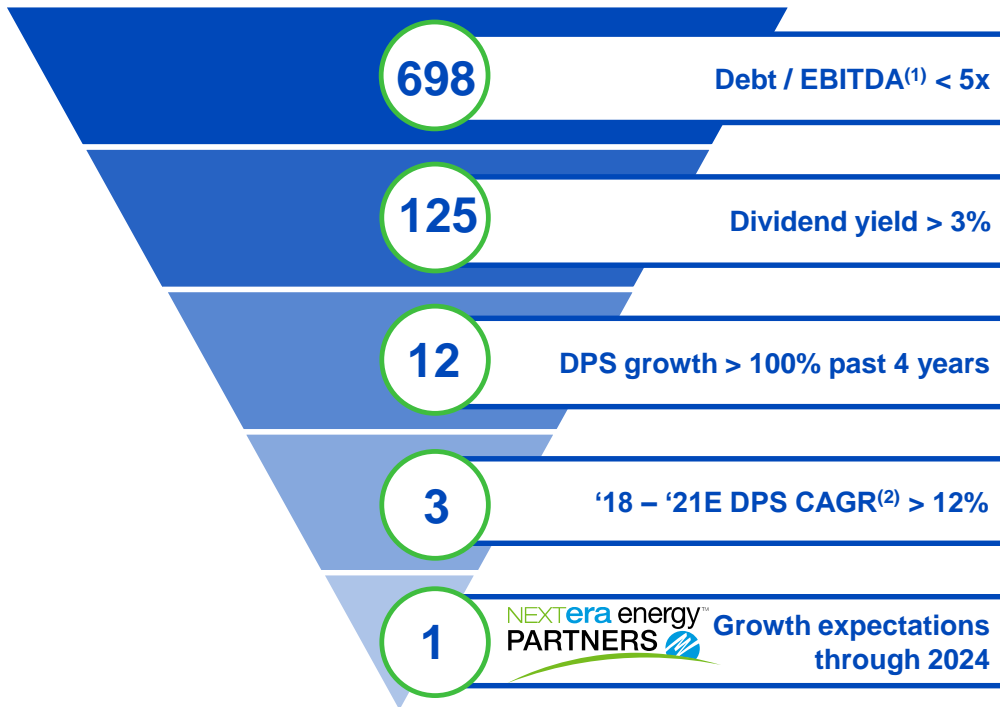 698
Debt / EBITDA(1) < 5x
125
Dividend yield > 3%
12
DPS growth > 100% past 4 years
3
‘18 – ‘21E DPS CAGR(2) > 12%
1
NEXTera energy™
PARTNERS
Growth expectations
through 2024